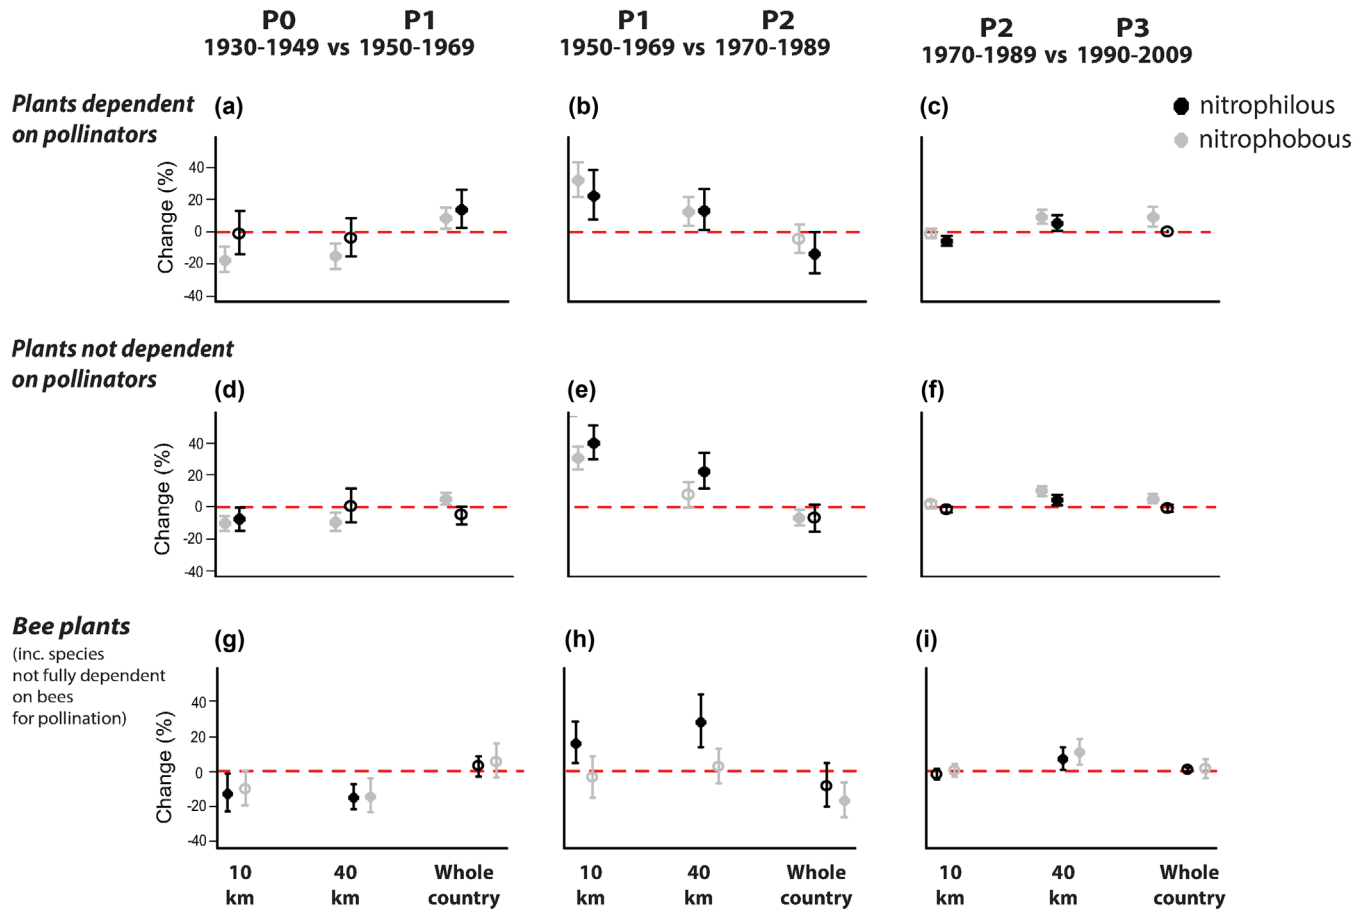 P0 P1
1930-1949 vs 1950-1969
P1 P2
1950-1969 vs 1970-1989
P2 P3
1970-1989 vs 1990-2009
nitrophilous
nitrophobous
Plants dependent
on pollinators
(a)
(b)
(c)
Change (%)
40
20
0
-20
-40
Plants not dependent
on pollinators
(d)
(e)
(f)
Change (%)
40
20
0
-20
-40
Bee plants
(inc. species
not fully dependent
on bees
for pollination)
(g)
(h)
(i)
Change (%)
40
20
0
-20
-40
10
km
40
km
Whole
country
10
km
40
km
Whole
country
10
km
40
km
Whole
country